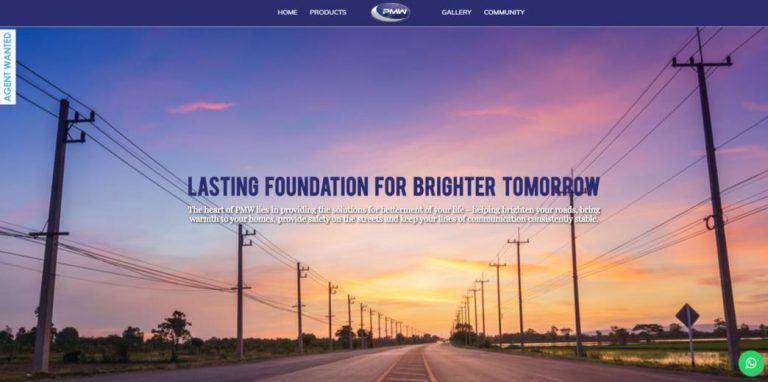 HOME PRODUCTS PMW GALLERY COMMUNITY
AGENT WANTED
LASTING FOUNDATION FOR BRIGHTER TOMORROW
The heart of PMW lies in providing the solutions for betterment of your life – helping brighten your roads, bring
warmth to your homes, provide safety on the streets and keep your lines of communication consistently stable.